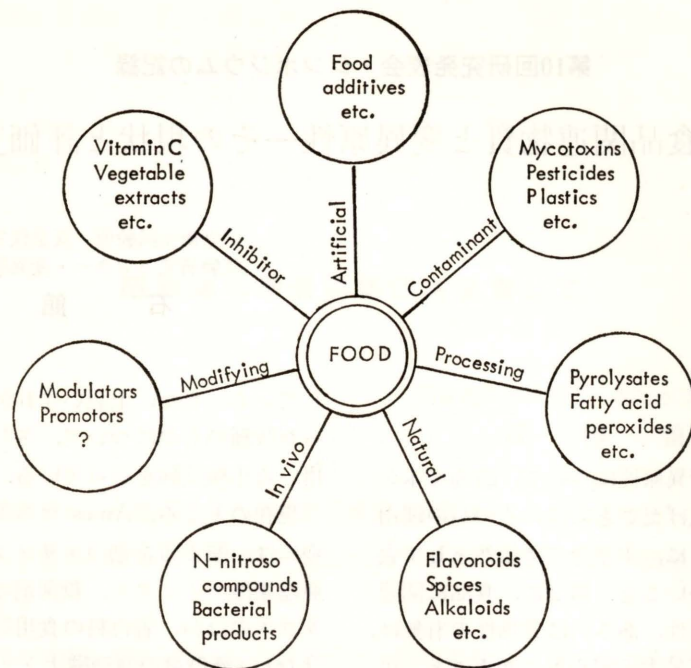 Food
additives
etc.
Artificial
Mycotoxins
Pesticides
Plastics
etc.
Contaminant
Pyrolysates
Fatty acid
peroxides
etc.
Processing
Flavonoids
Spices
Alkaloids
etc.
Natural
N-nitroso
compounds
Bacterial
products
In vivo
Modulators
Promotors
?
Modifying
Vitamin C
Vegetable
extracts
etc.
Inhibitor
FOOD